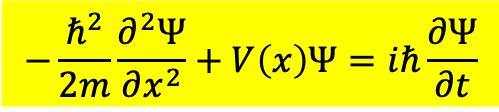 −ħ²/2m ∂²Ψ/∂x² + V(x)Ψ = iħ ∂Ψ/∂t